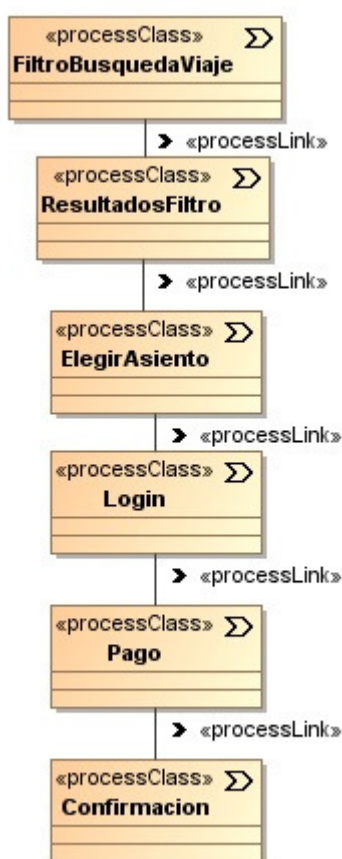 «processClass»
FiltroBusquedaViaje
«processLink»
«processClass»
ResultadosFiltro
«processLink»
«processClass»
ElegirAsiento
«processLink»
«processClass»
Login
«processLink»
«processClass»
Pago
«processLink»
«processClass»
Confirmacion